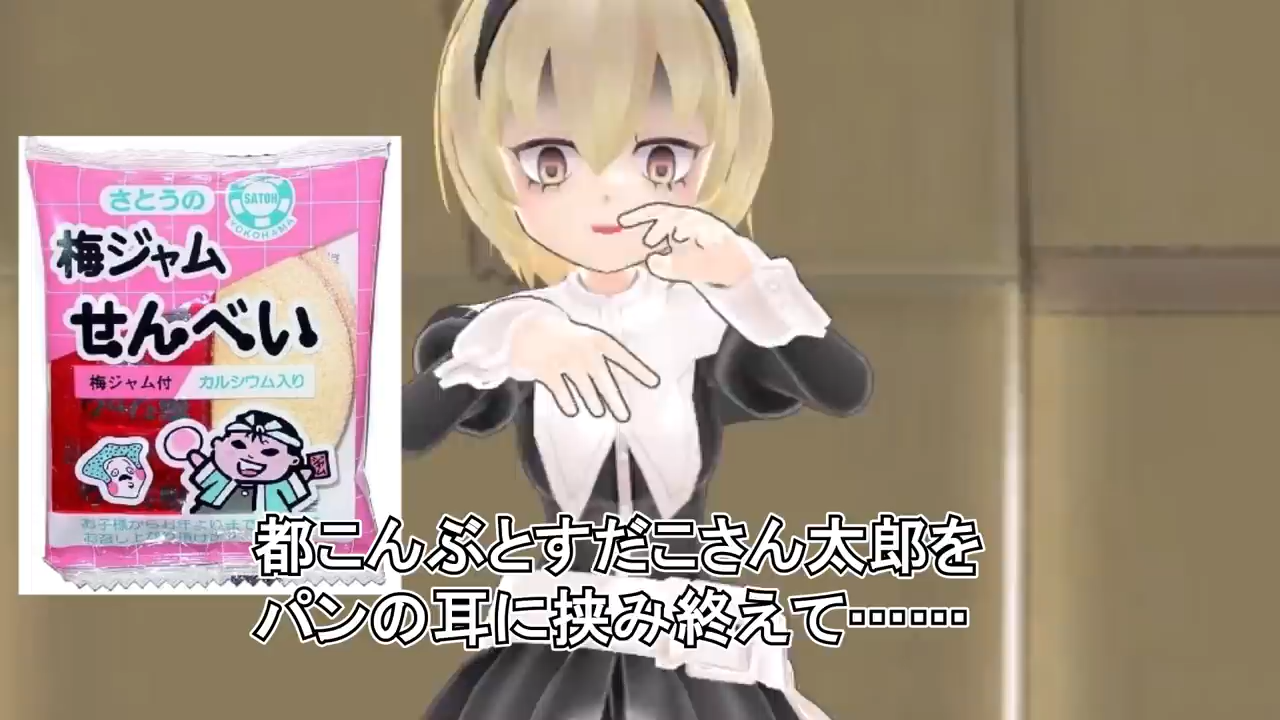 さとうの
SATOH
YOKOHAMA
梅ジャム
せんべい
梅ジャム付
カルシウム入り
都こんぶとすだこさん太郎を
パンの耳に挟み終えて……